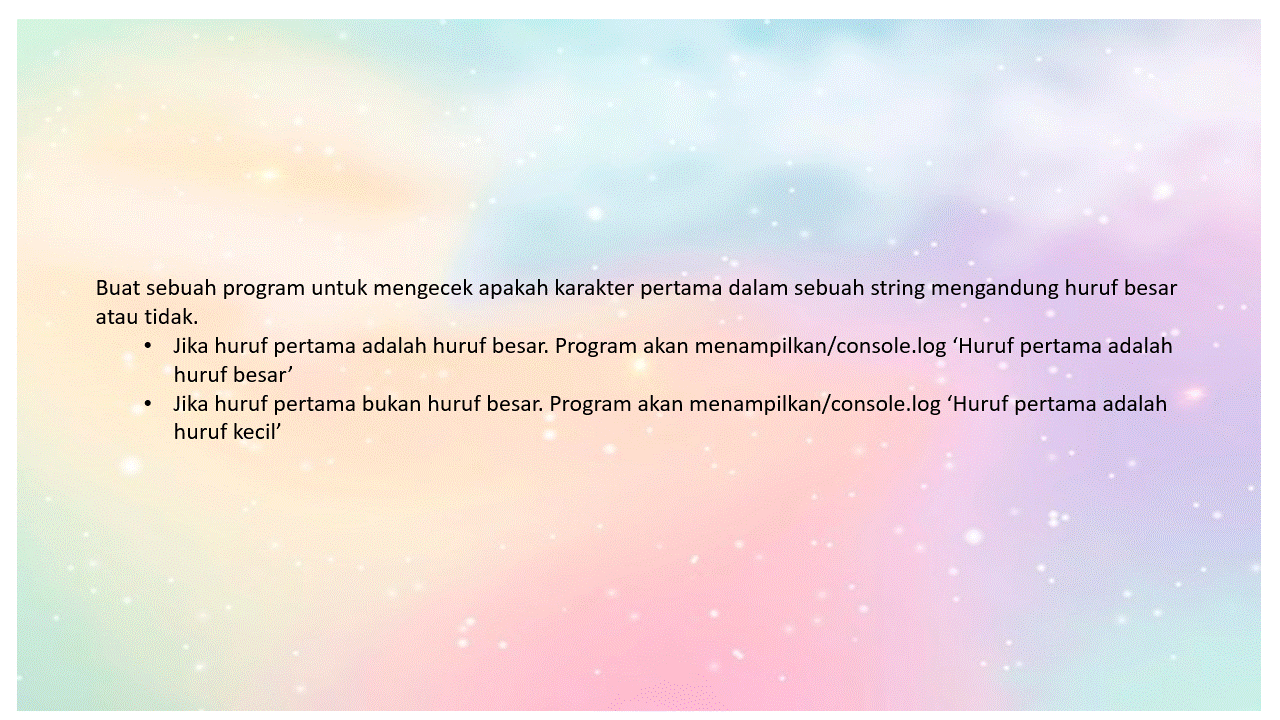 Buat sebuah program untuk mengecek apakah karakter pertama dalam sebuah string mengandung huruf besar
atau tidak.
• Jika huruf pertama adalah huruf besar. Program akan menampilkan/console.log ‘Huruf pertama adalah
huruf besar’
• Jika huruf pertama bukan huruf besar. Program akan menampilkan/console.log ‘Huruf pertama adalah
huruf kecil’